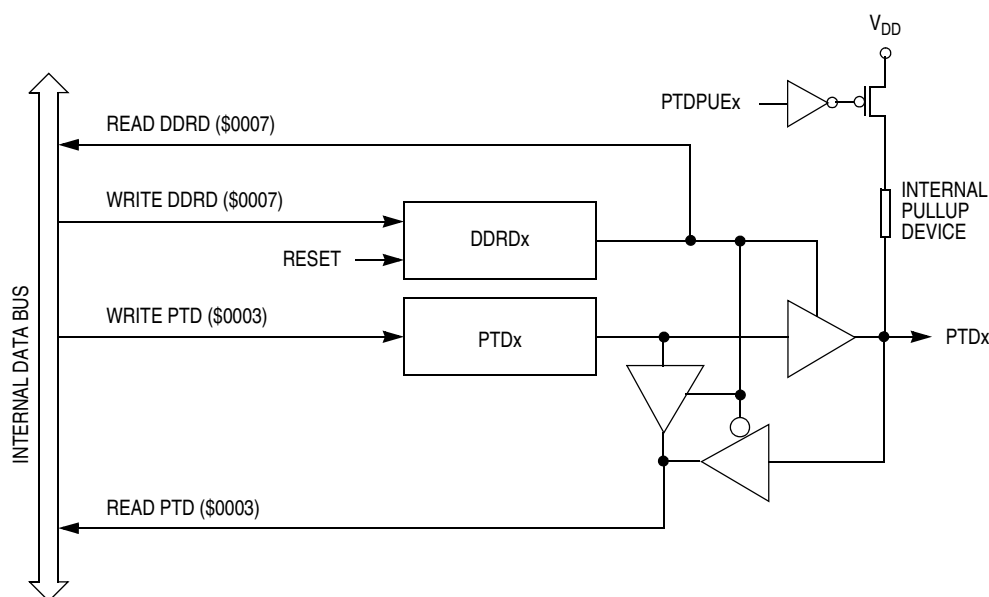 VDD
PTDPUEx
READ DDRD ($0007)
WRITE DDRD ($0007)
INTERNAL
PULLUP
DEVICE
DDRDx
RESET
WRITE PTD ($0003)
PTDx
PTDx
INTERNAL DATA BUS
READ PTD ($0003)